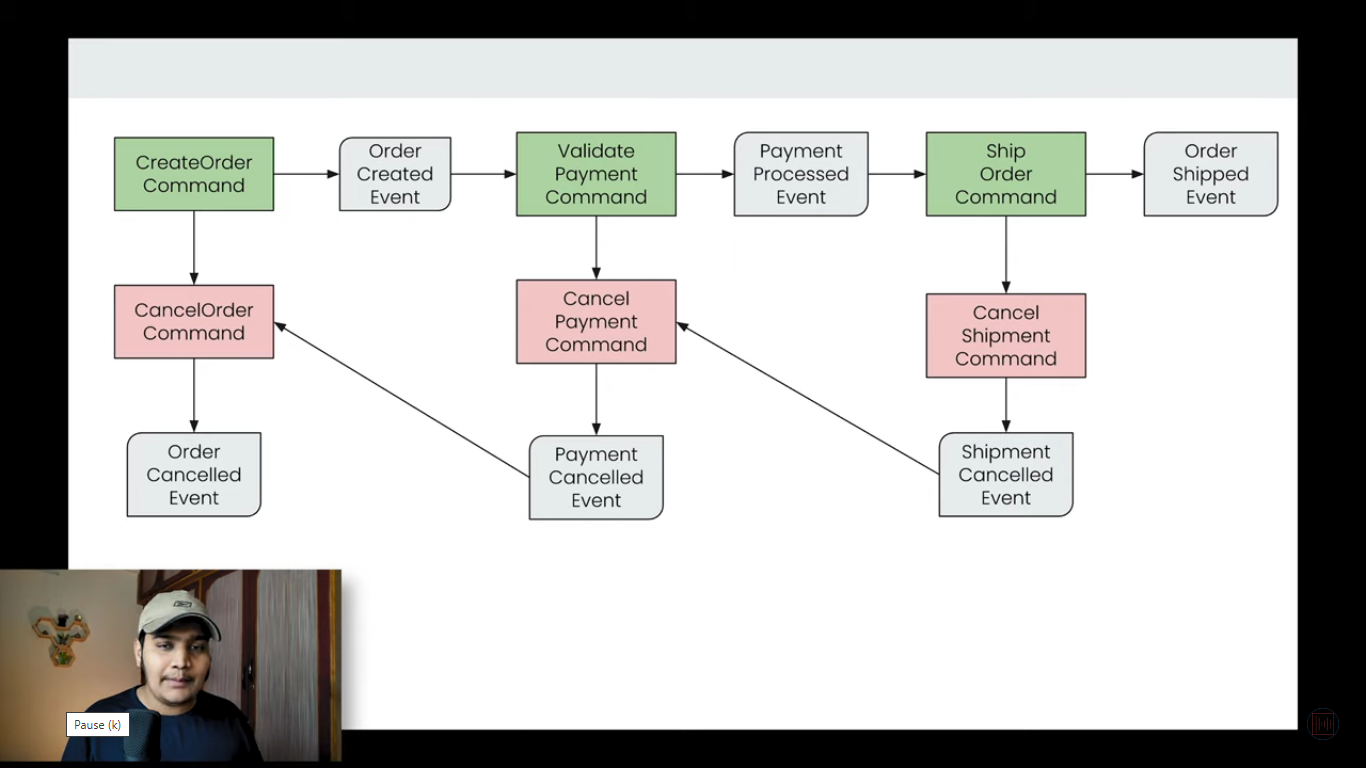 CreateOrder
Command
Order
Created
Event
Validate
Payment
Command
Payment
Processed
Event
Ship
Order
Command
Order
Shipped
Event
CancelOrder
Command
Cancel
Payment
Command
Cancel
Shipment
Command
Order
Cancelled
Event
Payment
Cancelled
Event
Shipment
Cancelled
Event
Pause (k)